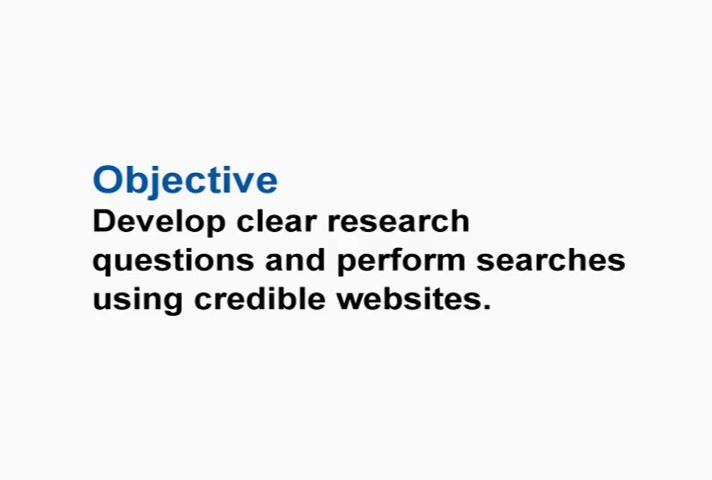 Objective
Develop clear research
questions and perform searches
using credible websites.